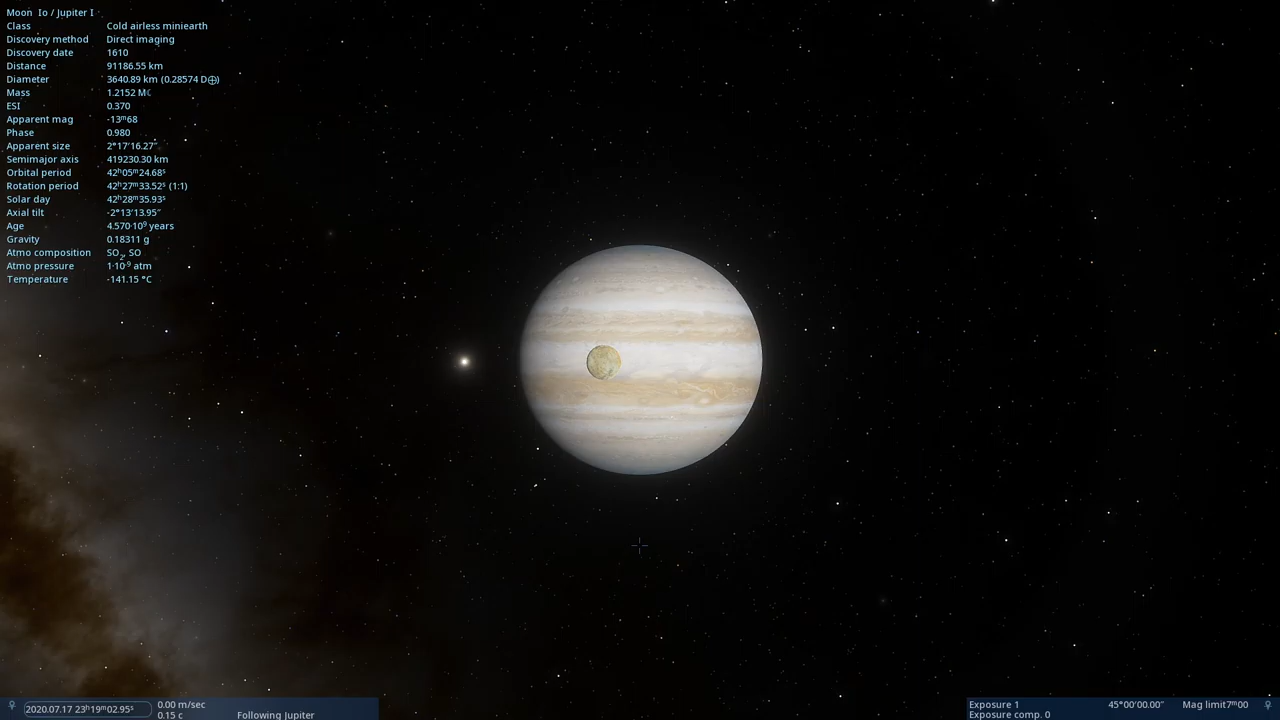 Moon Io / Jupiter I
Class Cold airless miniearth
Discovery method Direct imaging
Discovery date 1610
Distance 91186.55 km
Diameter 3640.89 km (0.28574 D⊕)
Mass 1.2152 M☾
ESI 0.370
Apparent mag -13ᵐ68
Phase 0.980
Apparent size 2°17′16.27″
Semimajor axis 419230.30 km
Orbital period 42ʰ05ᵐ24.68ˢ
Rotation period 42ʰ27ᵐ33.52ˢ (1:1)
Solar day 42ʰ28ᵐ35.93ˢ
Axial tilt -2°13′13.95″
Age 4.570·10⁹ years
Gravity 0.18311 g
Atmo composition SO₂, SO
Atmo pressure 1·10⁻⁹ atm
Temperature -141.15 °C
2020.07.17 23ʰ19ᵐ02.95ˢ
0.00 m/sec
0.15 c
Following Jupiter
Exposure 1 45°00′00.00″ Mag limit 7ᵐ00
Exposure comp. 0